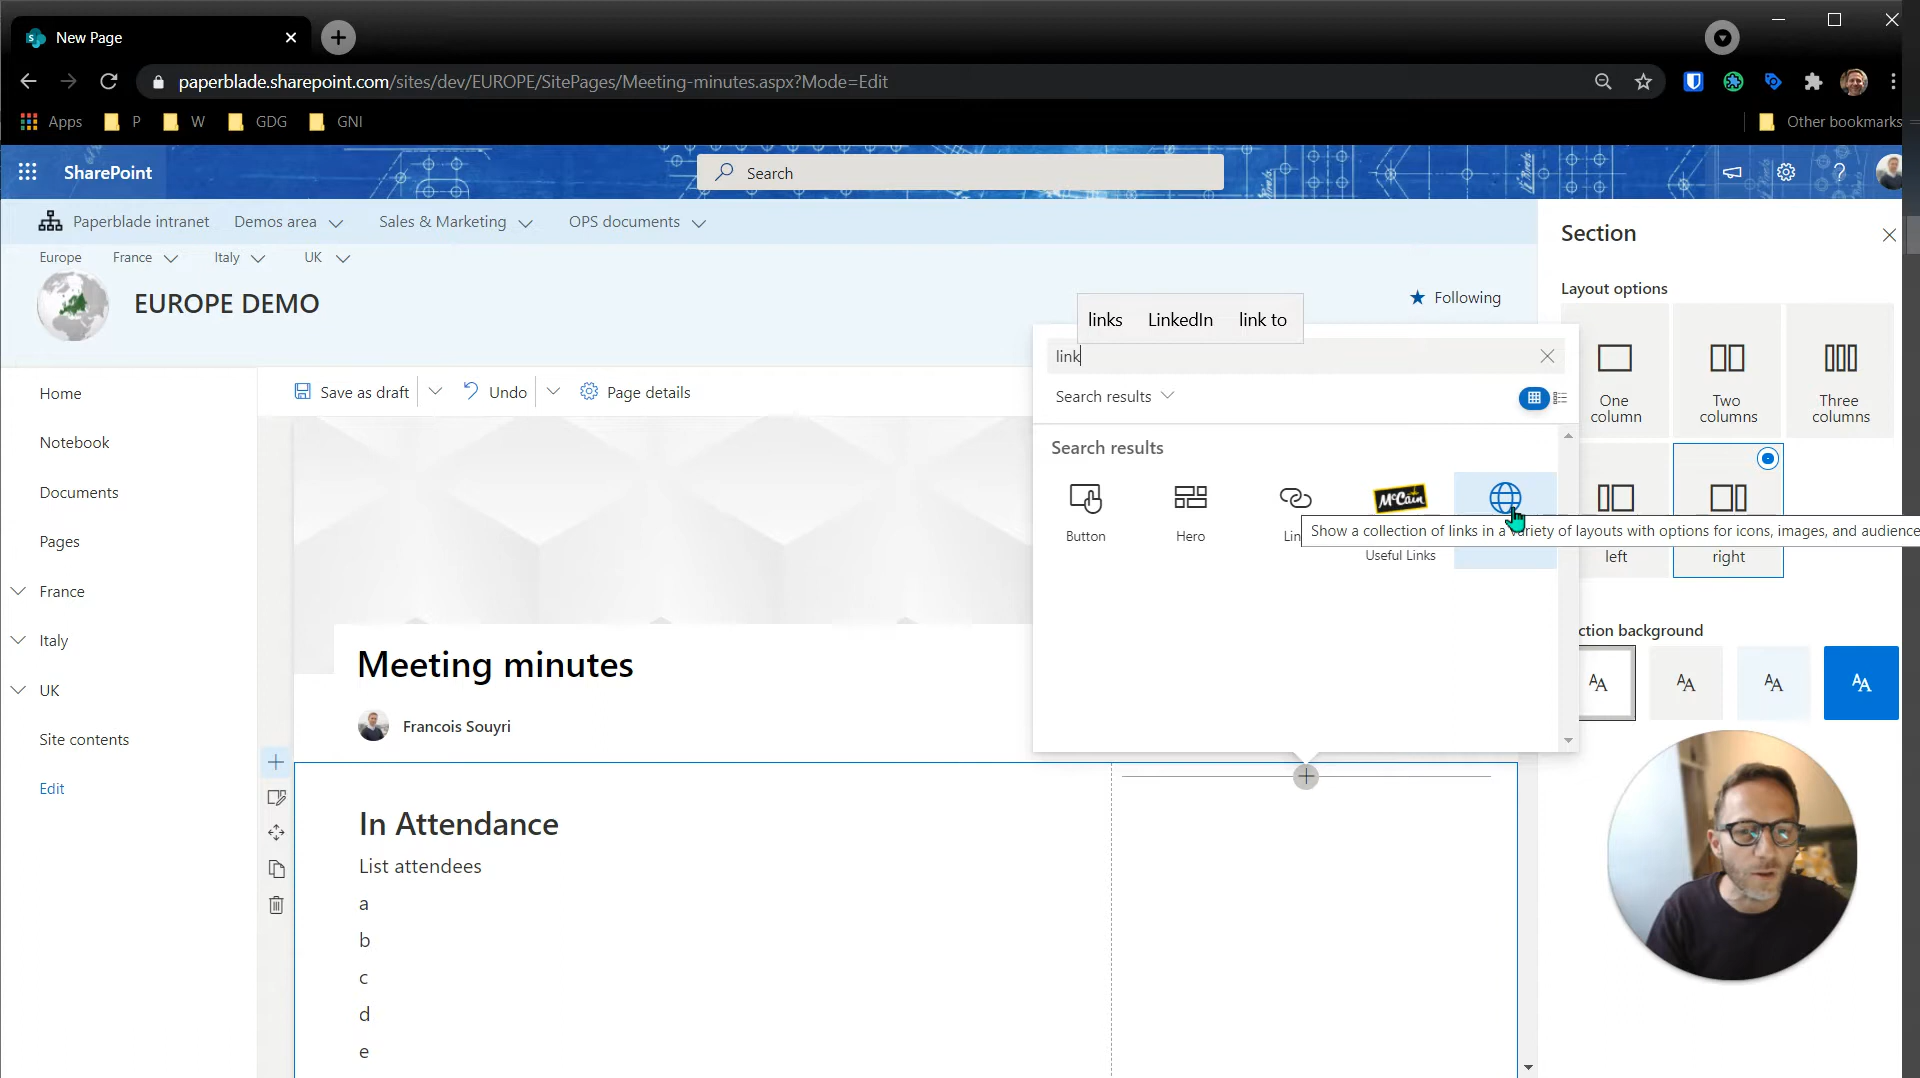 New Page
paperblade.sharepoint.com/sites/dev/EUROPE/SitePages/Meeting-minutes.aspx?Mode=Edit
Apps P W GDG GNI Other bookmarks
SharePoint Search ?
Paperblade intranet Demos area Sales & Marketing OPS documents
Europe France Italy UK
EUROPE DEMO
Following
Section
Layout options
One column
Two columns
Three columns
left
right
ction background
AA AA AA AA
links LinkedIn link to
link
Search results
Search results
Button
Hero
Lin
McCain
Useful Links
Show a collection of links in a variety of layouts with options for icons, images, and audience
Home
Notebook
Documents
Pages
France
Italy
UK
Site contents
Edit
Save as draft Undo Page details
Meeting minutes
Francois Souyri
In Attendance
List attendees
a
b
c
d
e